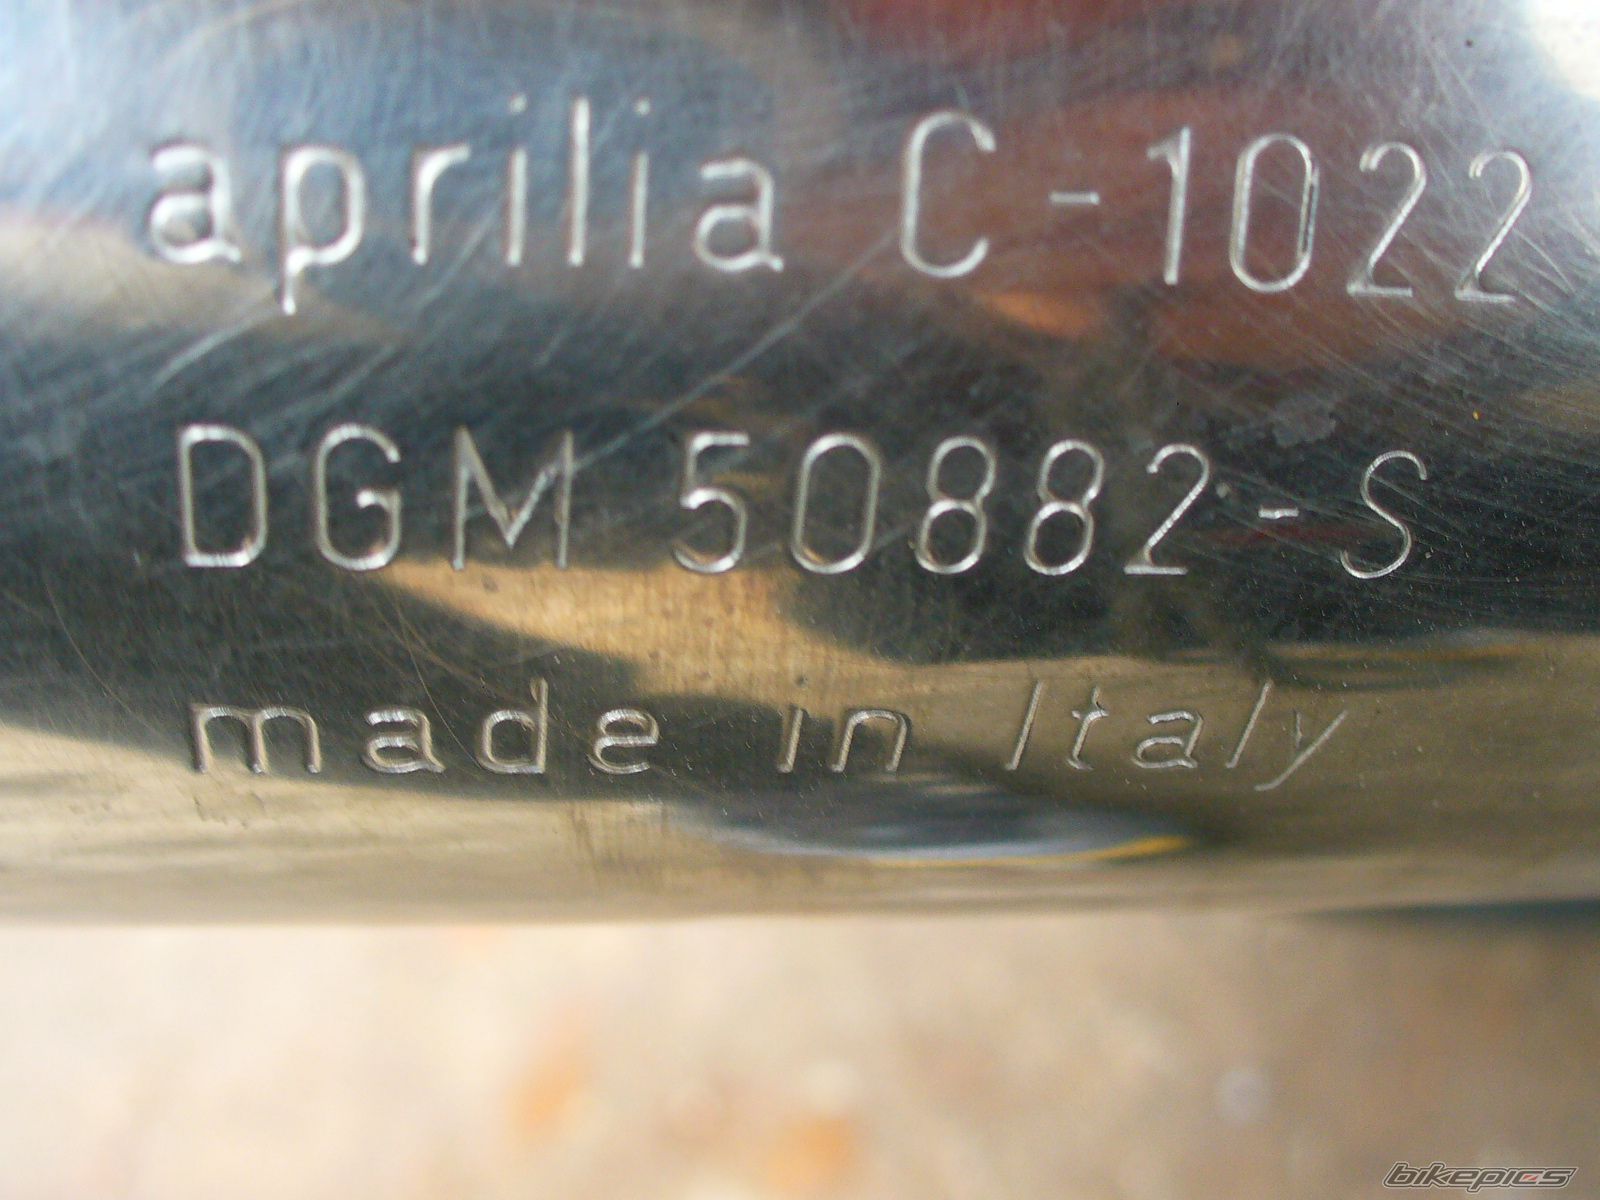 aprilia C-1022
DGM 50882-S
made in Italy
bikepics